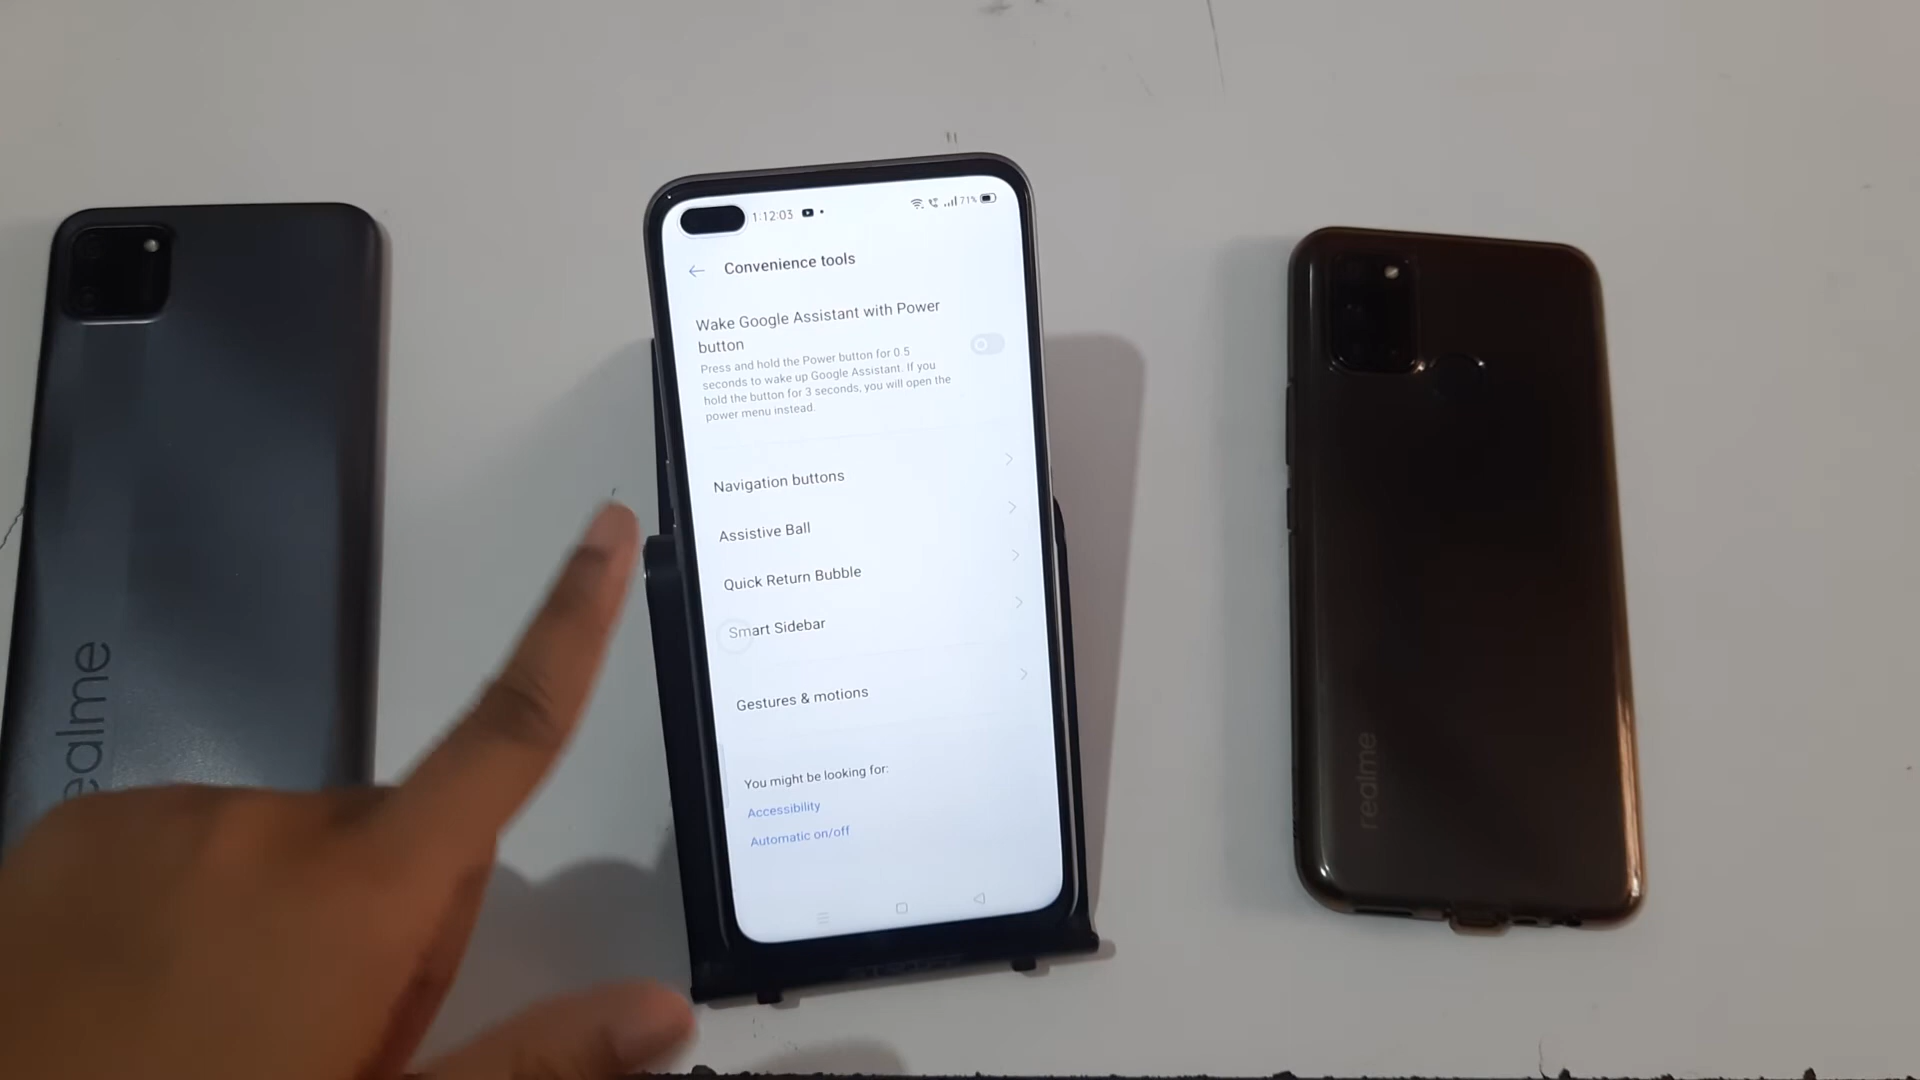 1:12:03
71%
Convenience tools
Wake Google Assistant with Power
button
Press and hold the Power button for 0.5
seconds to wake up Google Assistant. If you
hold the button for 3 seconds, you will open the
power menu instead.
Navigation buttons
Assistive Ball
Quick Return Bubble
Smart Sidebar
Gestures & motions
You might be looking for:
Accessibility
Automatic on/off
realme
realme